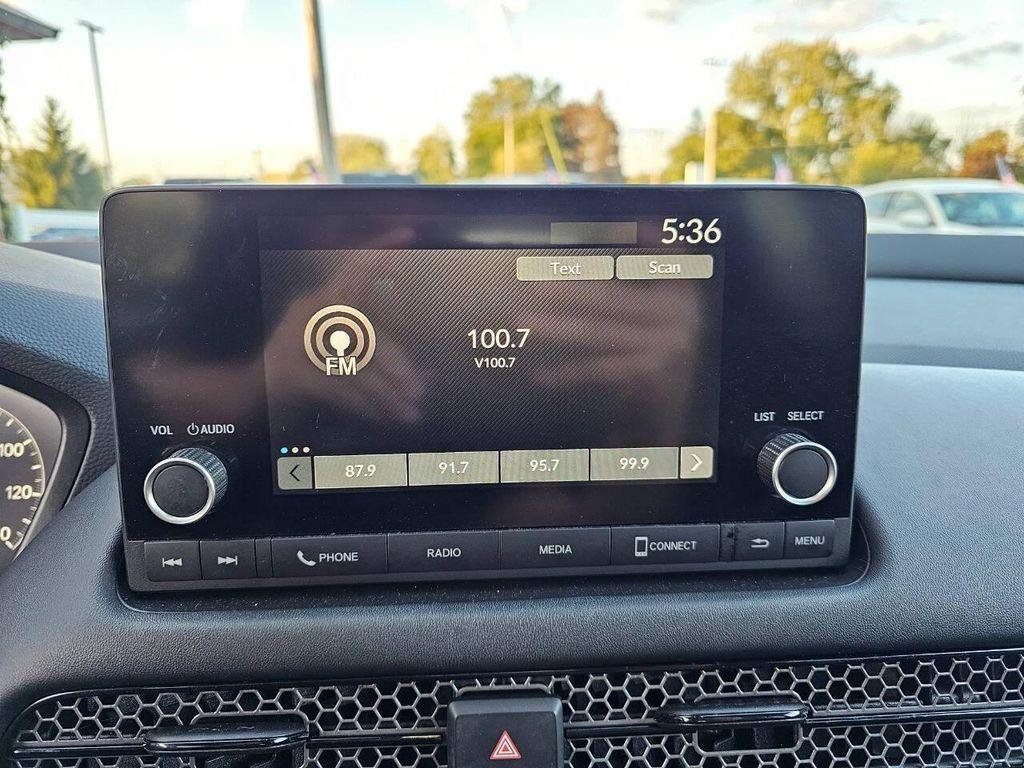 5:36
Text Scan
100.7
V100.7
FM
VOL AUDIO
LIST SELECT
87.9 91.7 95.7 99.9
PHONE RADIO MEDIA CONNECT MENU
100
120